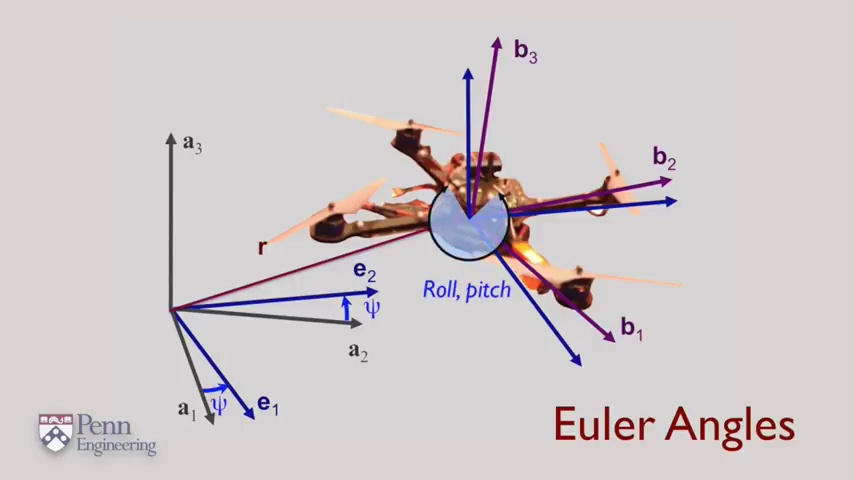 b3
a3
b2
r
e2
Roll, pitch
ψ
b1
a2
a1
ψ
e1
Penn
Engineering
Euler Angles